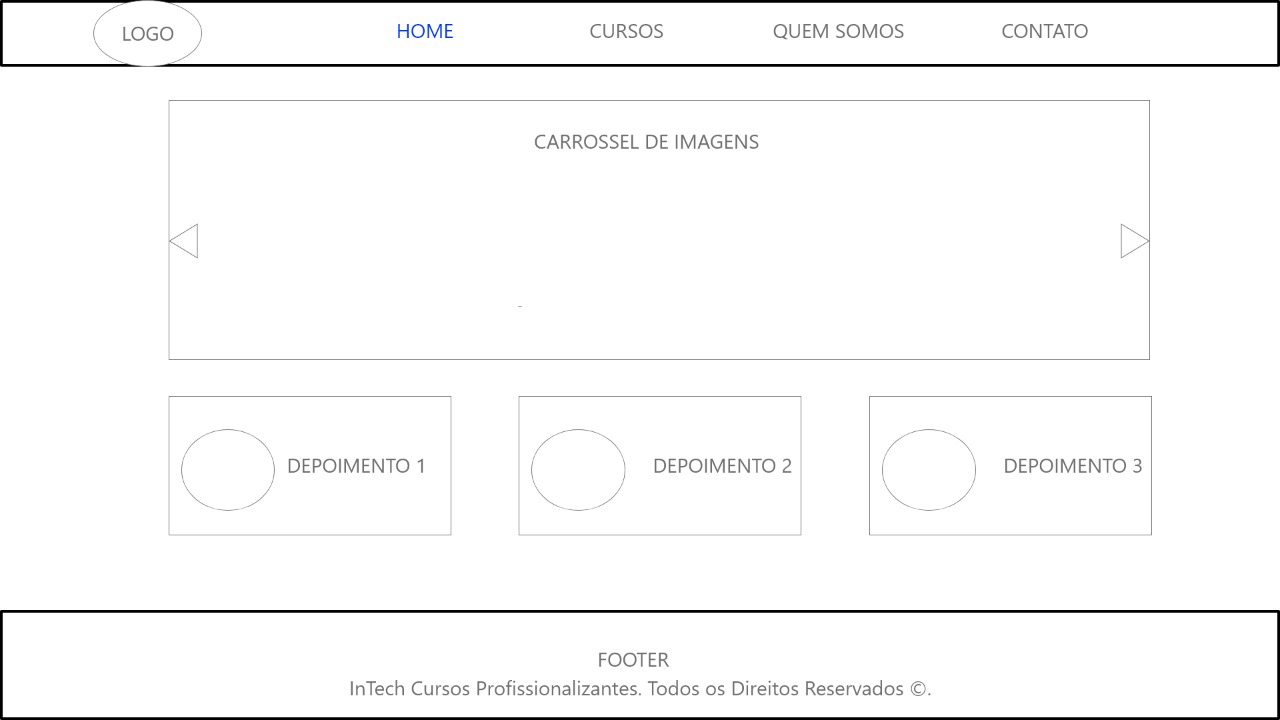 LOGO HOME CURSOS QUEM SOMOS CONTATO
CARROSSEL DE IMAGENS
DEPOIMENTO 1 DEPOIMENTO 2 DEPOIMENTO 3
FOOTER
InTech Cursos Profissionalizantes. Todos os Direitos Reservados ©.